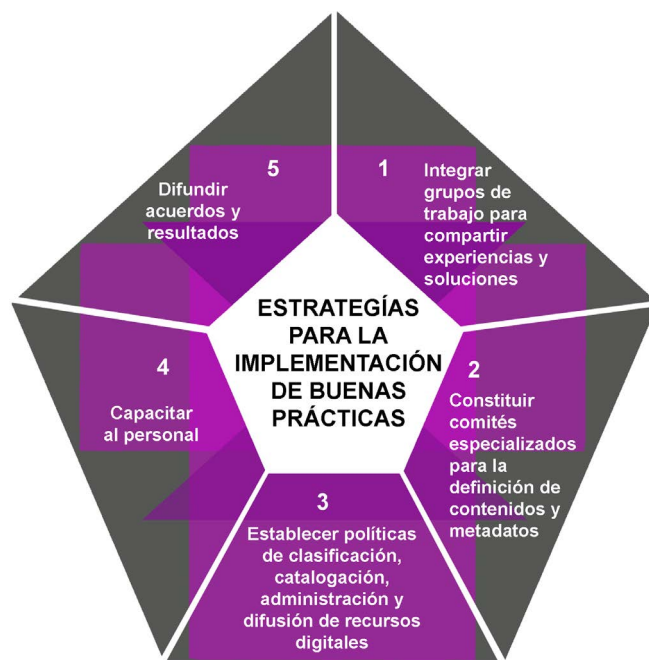 ESTRATEGÍAS
PARA LA
IMPLEMENTACIÓN
DE BUENAS
PRÁCTICAS
1
Integrar
grupos de
trabajo para
compartir
experiencias y
soluciones
2
Constituir
comités
especializados
para la
definición de
contenidos y
metadatos
3
Establecer políticas
de clasificación,
catalogación,
administración y
difusión de recursos
digitales
4
Capacitar
al personal
5
Difundir
acuerdos y
resultados